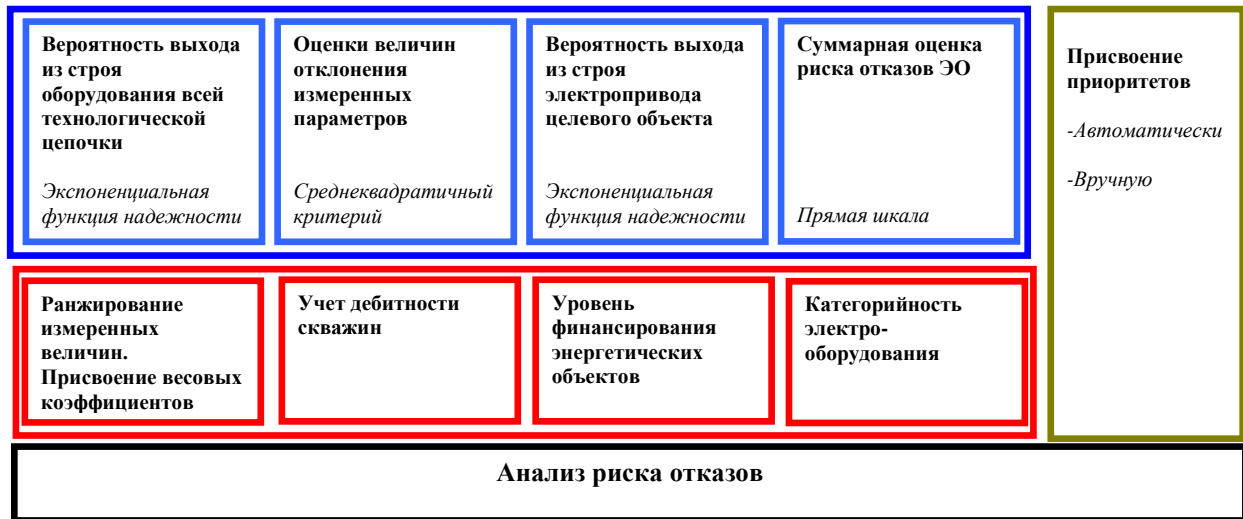 Вероятность выхода
из строя
оборудования всей
технологической
цепочки
Экспоненциальная
функция надежности
Оценки величин
отклонения
измеренных
параметров
Среднеквадратичный
критерий
Вероятность выхода
из строя
электропривода
целевого объекта
Экспоненциальная
функция надежности
Суммарная оценка
риска отказов ЭО
Прямая шкала
Присвоение
приоритетов
-Автоматически
-Вручную
Ранжирование
измеренных
величин.
Присвоение весовых
коэффициентов
Учет дебитности
скважин
Уровень
финансирования
энергетических
объектов
Категорийность
электро-
оборудования
Анализ риска отказов